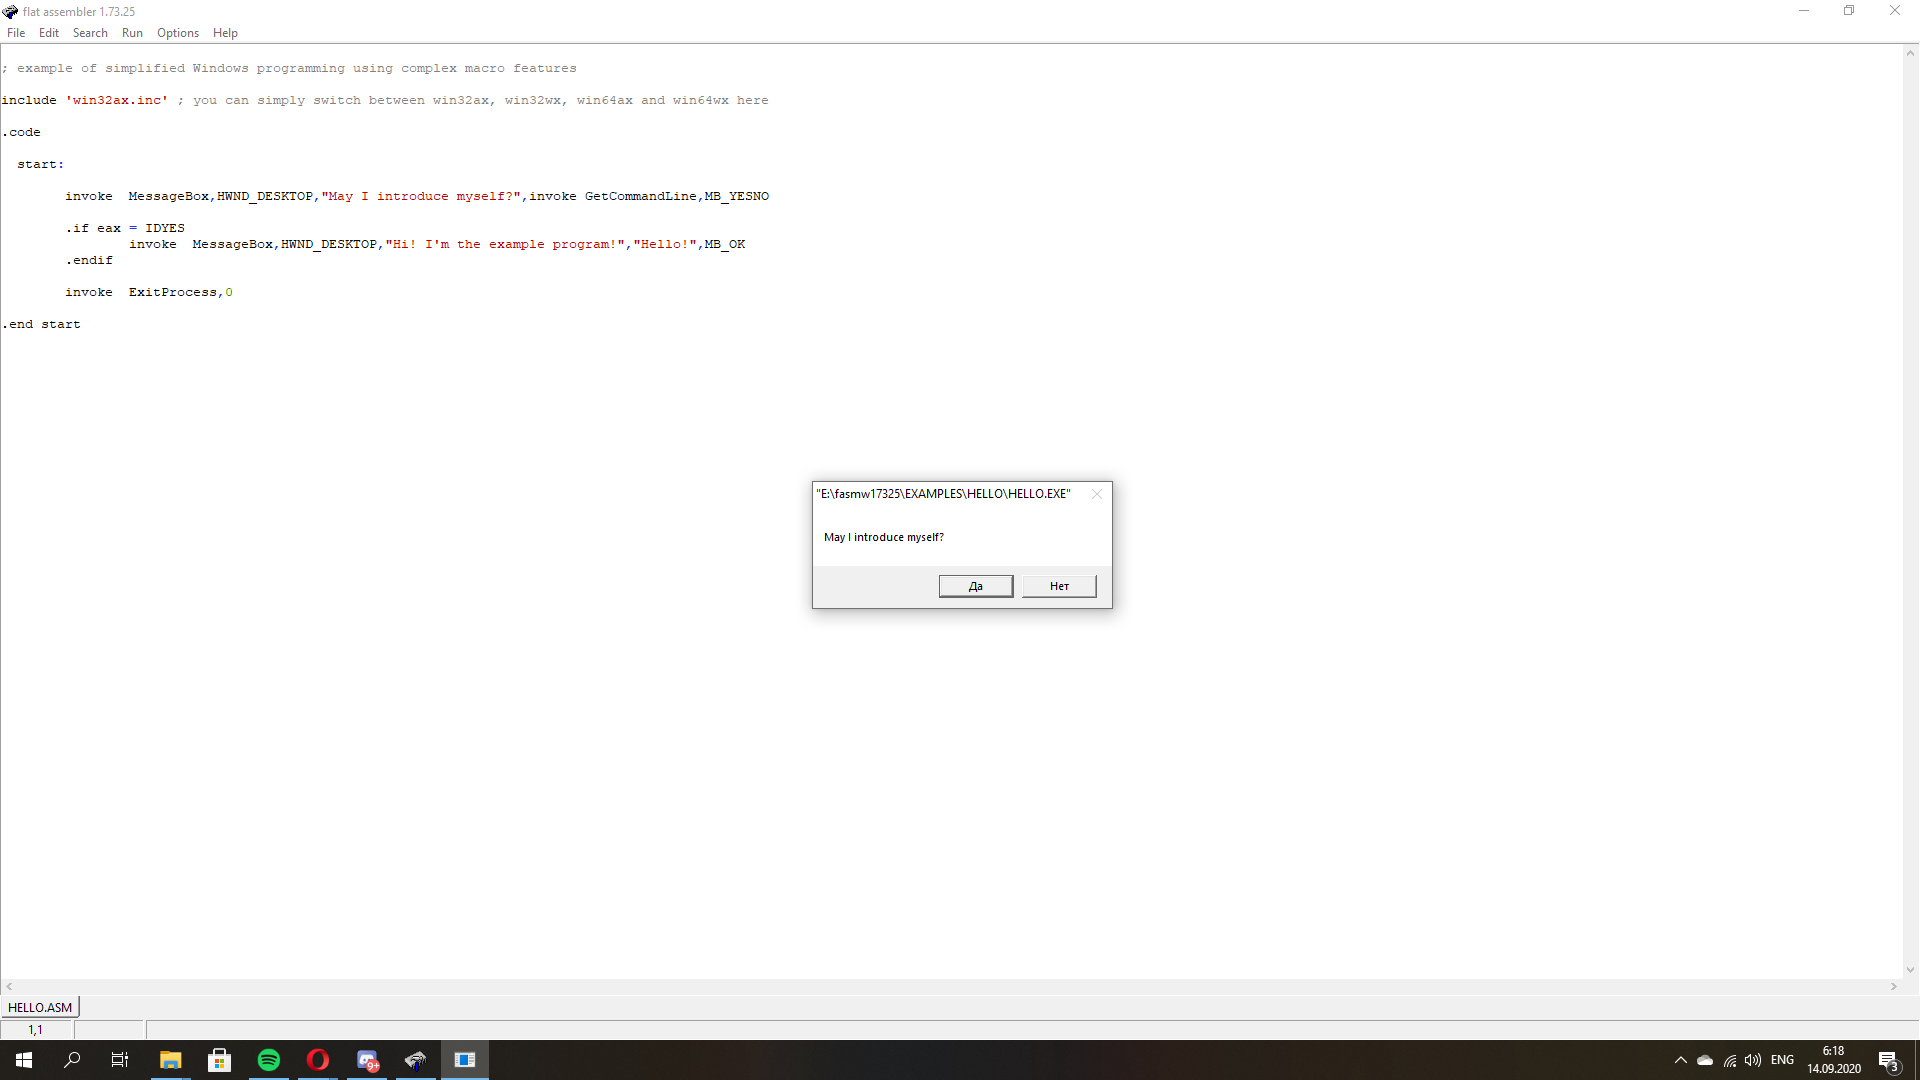 flat assembler 1.73.25
File Edit Search Run Options Help
; example of simplified Windows programming using complex macro features
include 'win32ax.inc' ; you can simply switch between win32ax, win32wx, win64ax and win64wx here
.code
start:
invoke MessageBox,HWND_DESKTOP,"May I introduce myself?",invoke GetCommandLine,MB_YESNO
.if eax = IDYES
invoke MessageBox,HWND_DESKTOP,"Hi! I'm the example program!","Hello!",MB_OK
.endif
invoke ExitProcess,0
.end start
"E:\fasmw17325\EXAMPLES\HELLO\HELLO.EXE"
May I introduce myself?
Да Нет
HELLO.ASM
1,1
9+
ENG
6:18
14.09.2020
3